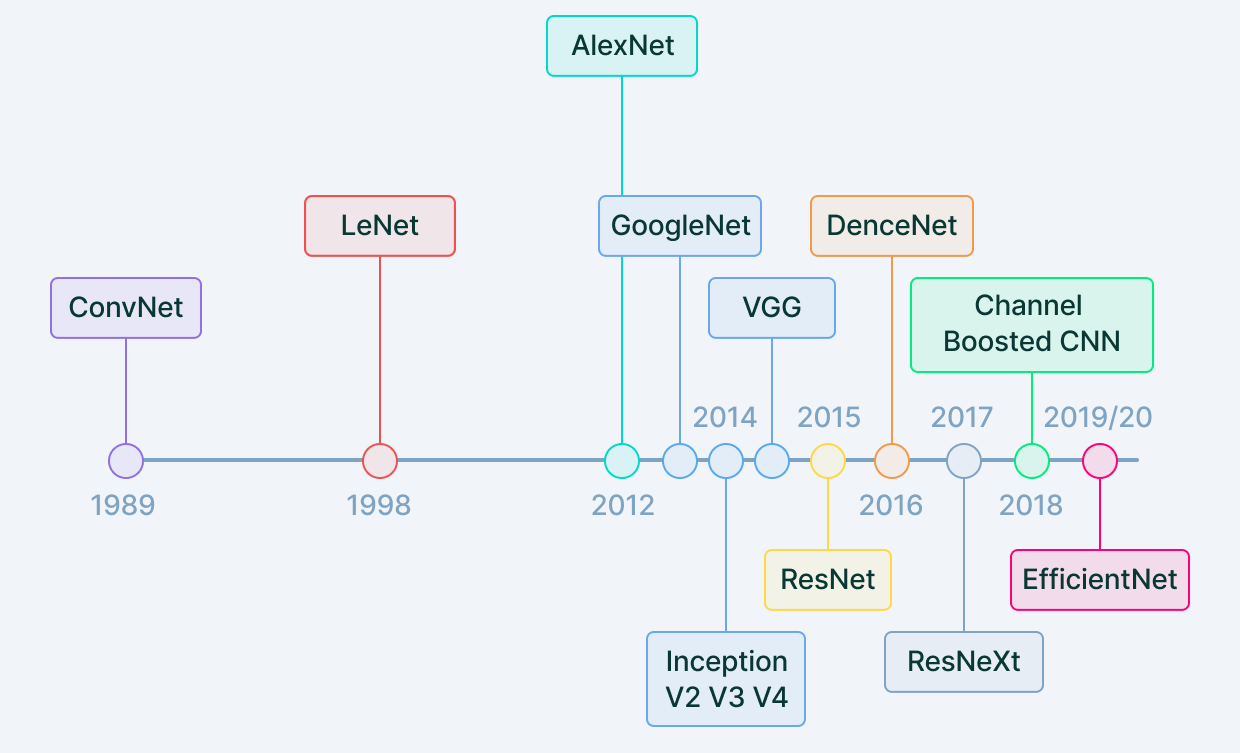 AlexNet
LeNet
GoogleNet
DenceNet
ConvNet
VGG
Channel
Boosted CNN
2014
2015
2017
2019/20
1989
1998
2012
2016
2018
ResNet
EfficientNet
Inception
V2 V3 V4
ResNeXt